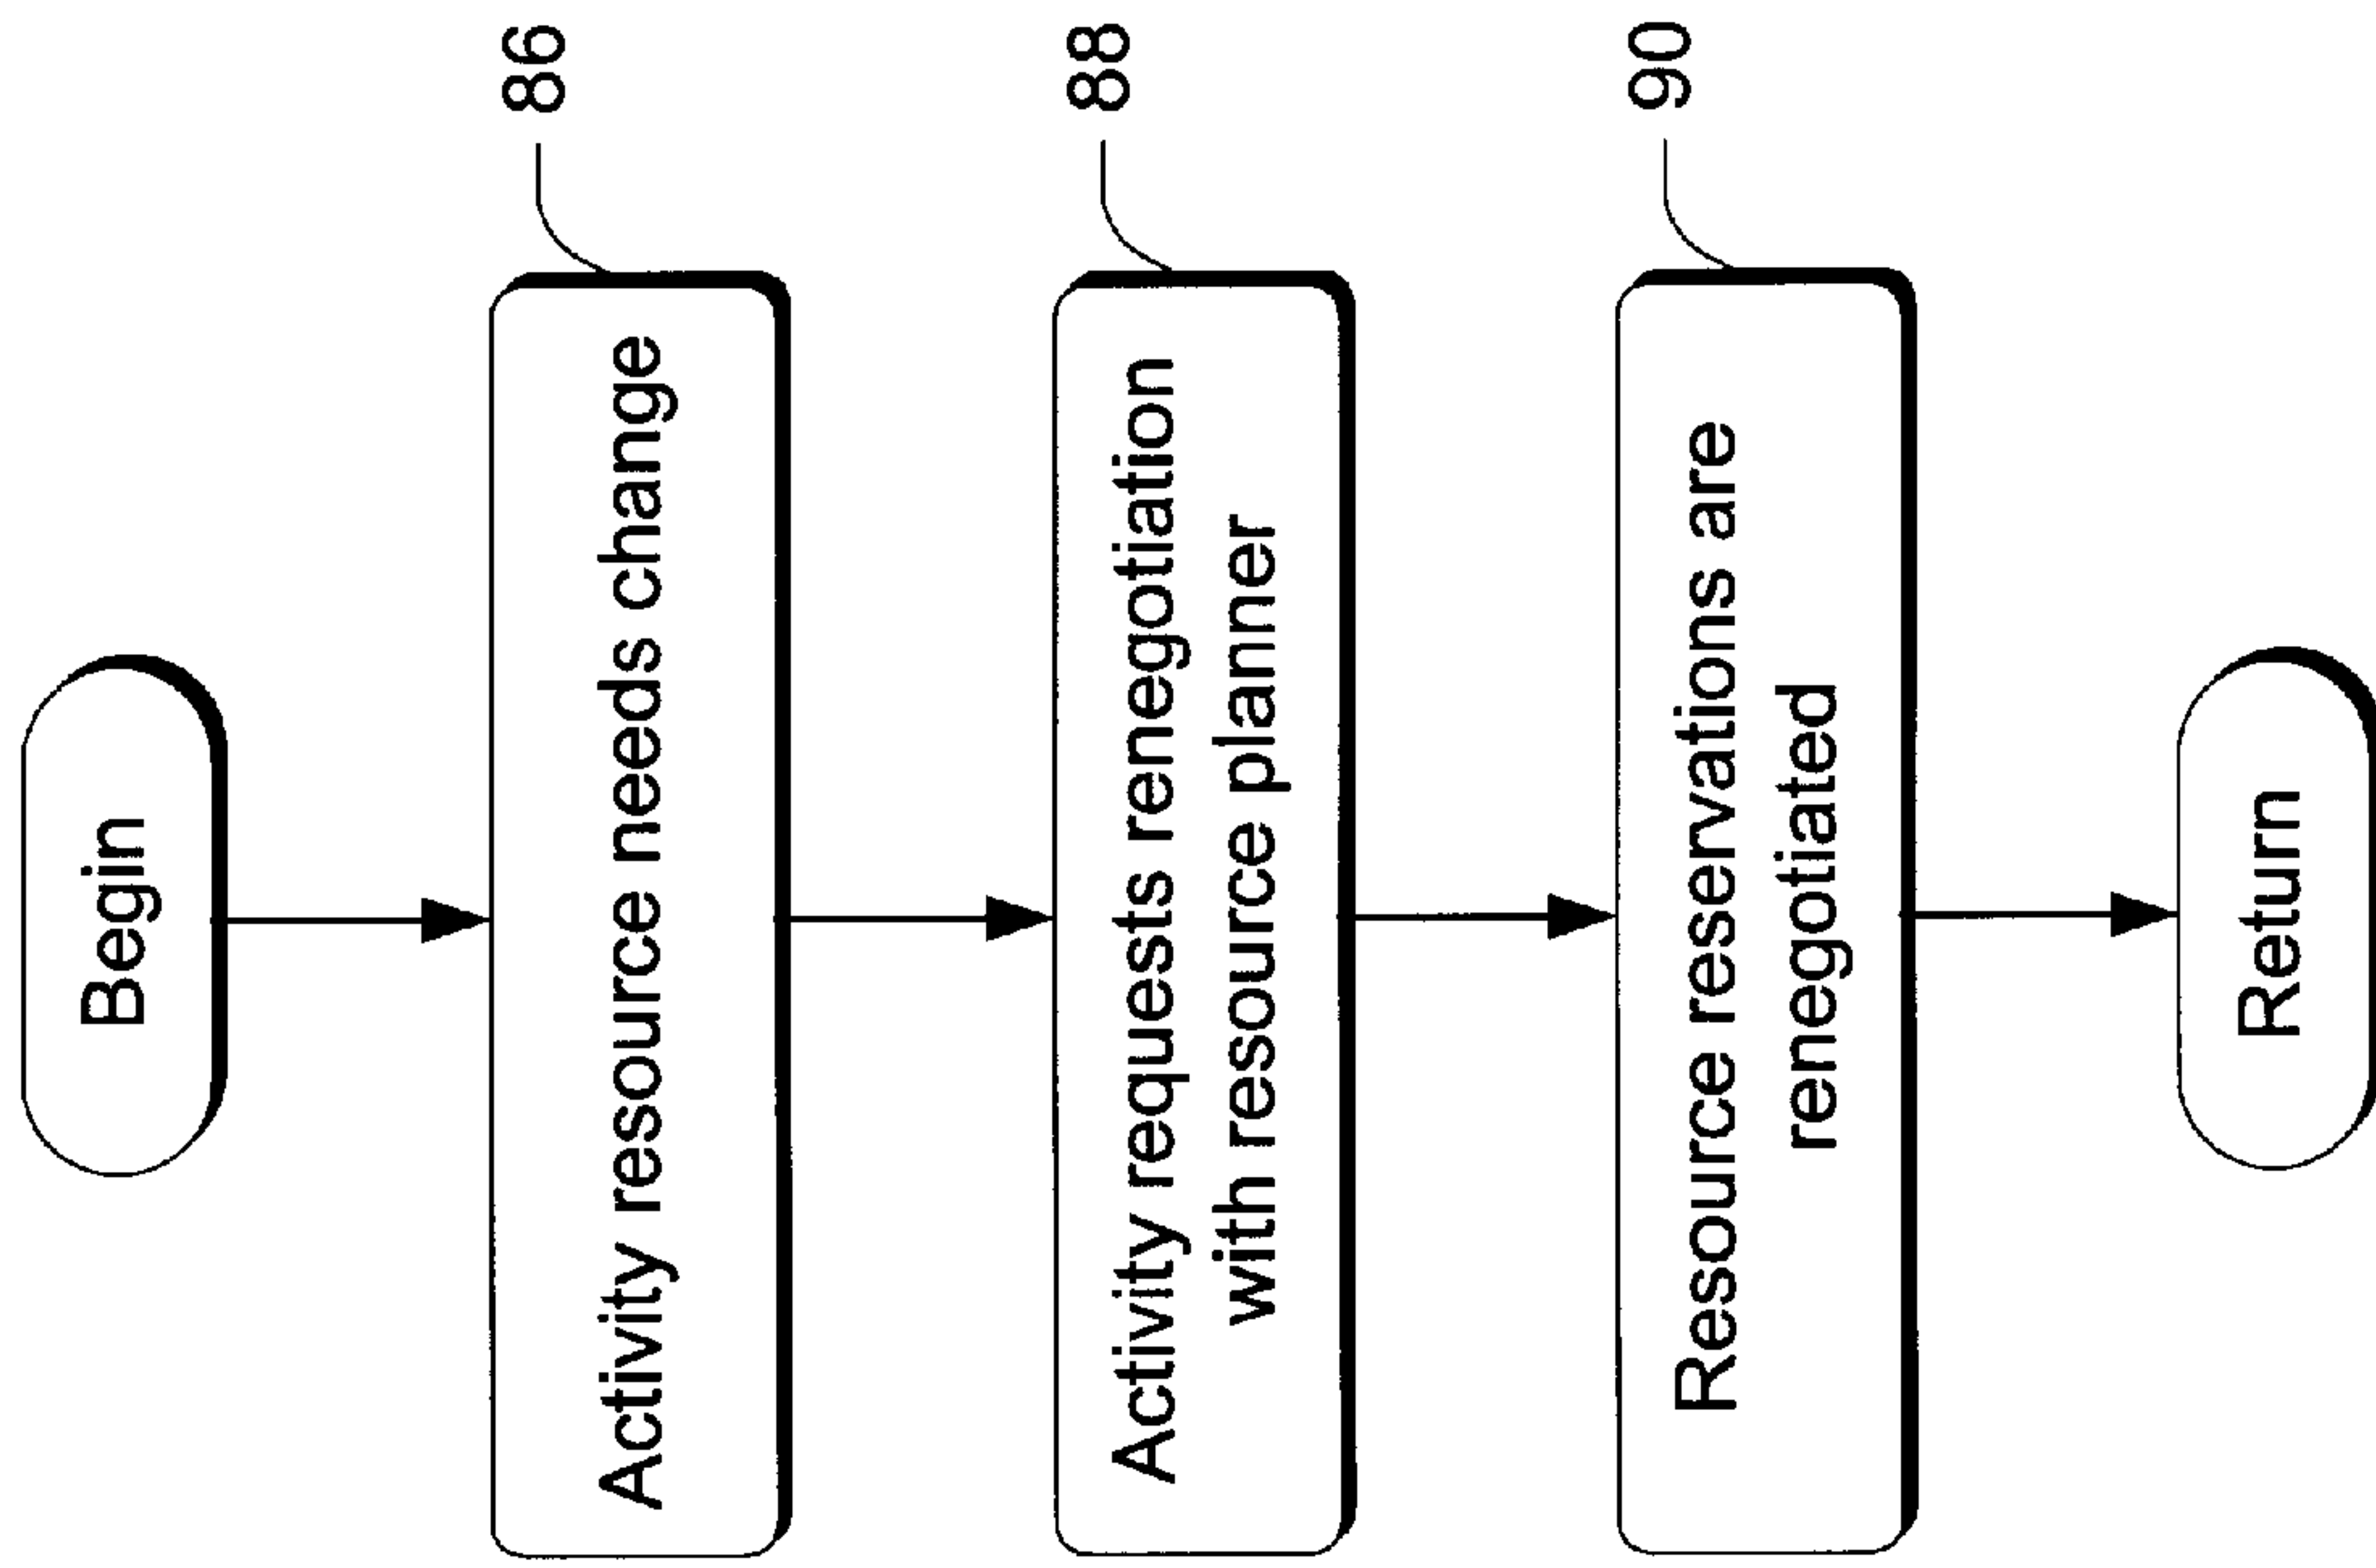 Begin
86
Activity resource needs change
88
Activity requests renegotiation
with resource planner
90
Resource reservations are
renegotiated
Return